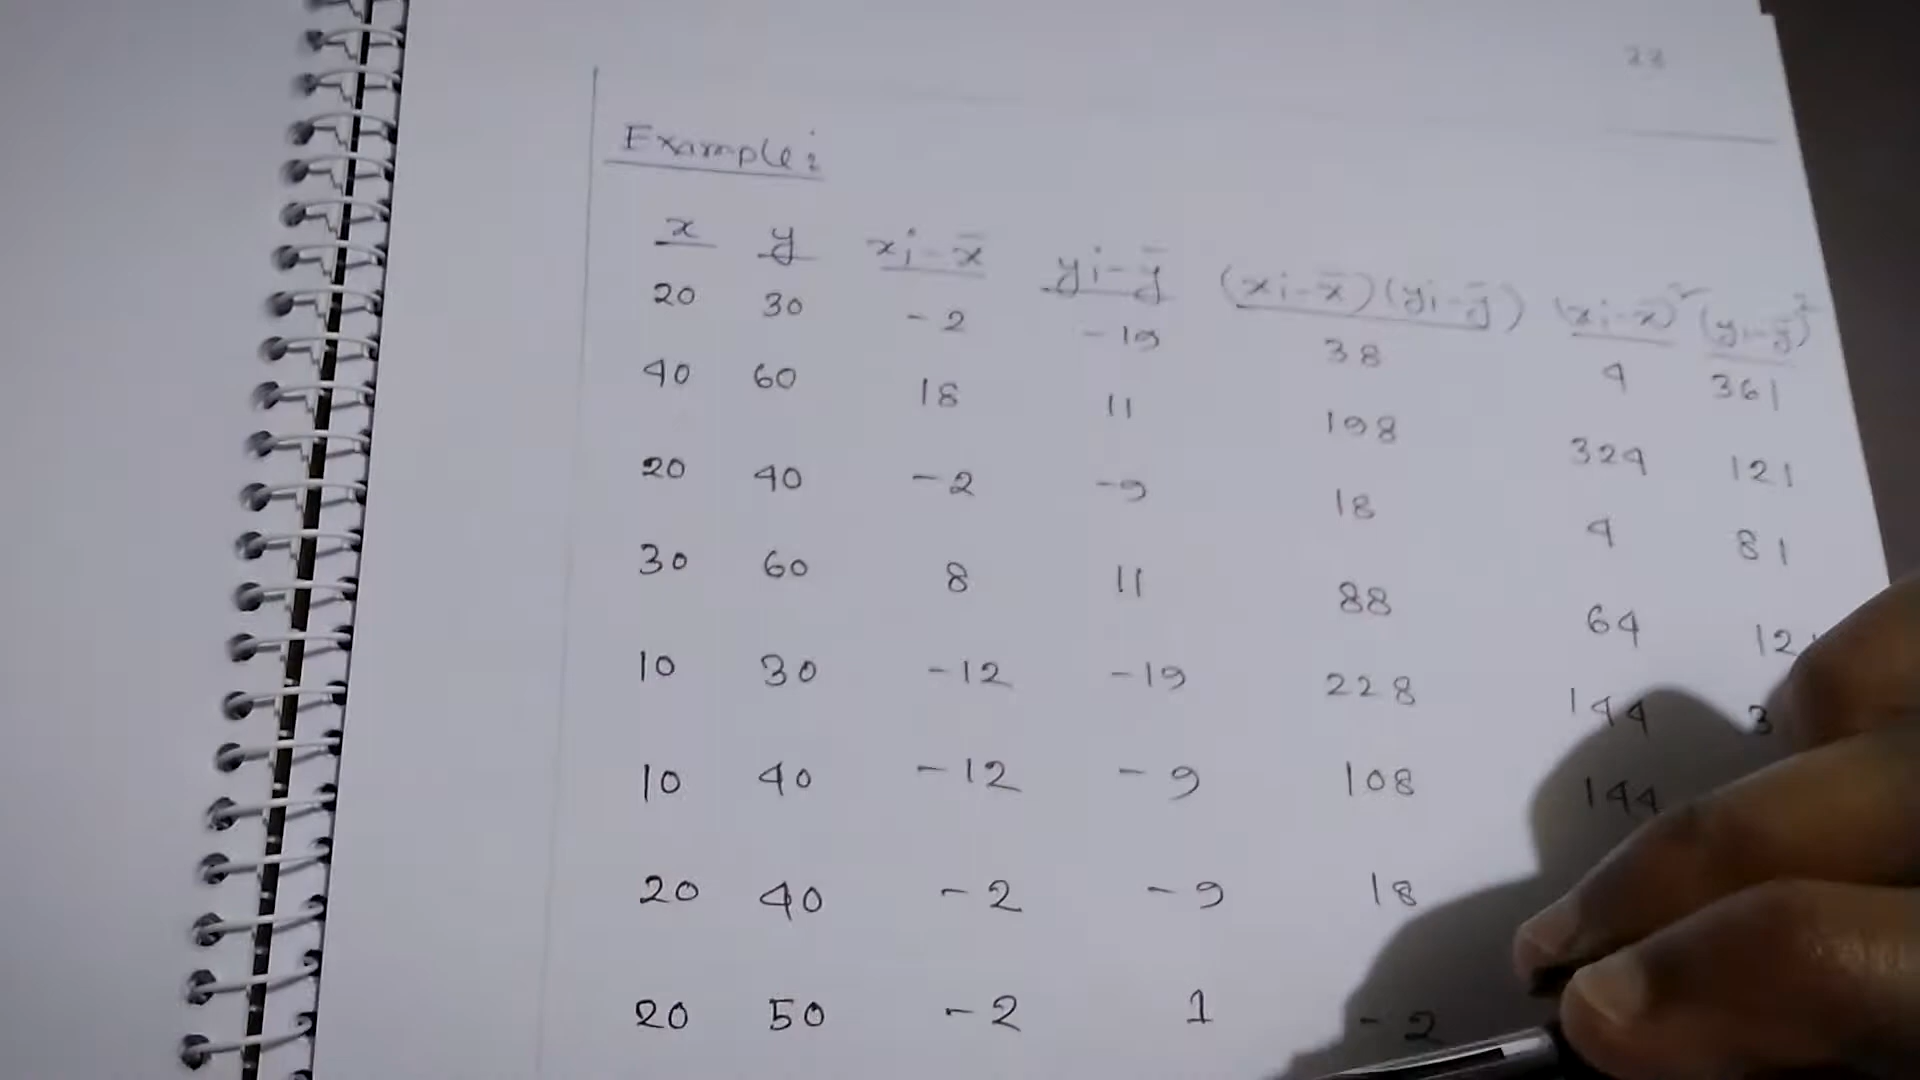 23
Example:
x y xi-x̄ yi-ȳ (xi-x̄)(yi-ȳ) (xi-x̄)² (yi-ȳ)²
20 30 -2 -19 38 4 361
40 60 18 11 198 324 121
20 40 -2 -9 18 4 81
30 60 8 11 88 64
10 30 -12 -19 228 144
10 40 -12 -9 108 144
20 40 -2 -9 18
20 50 -2 1 -2